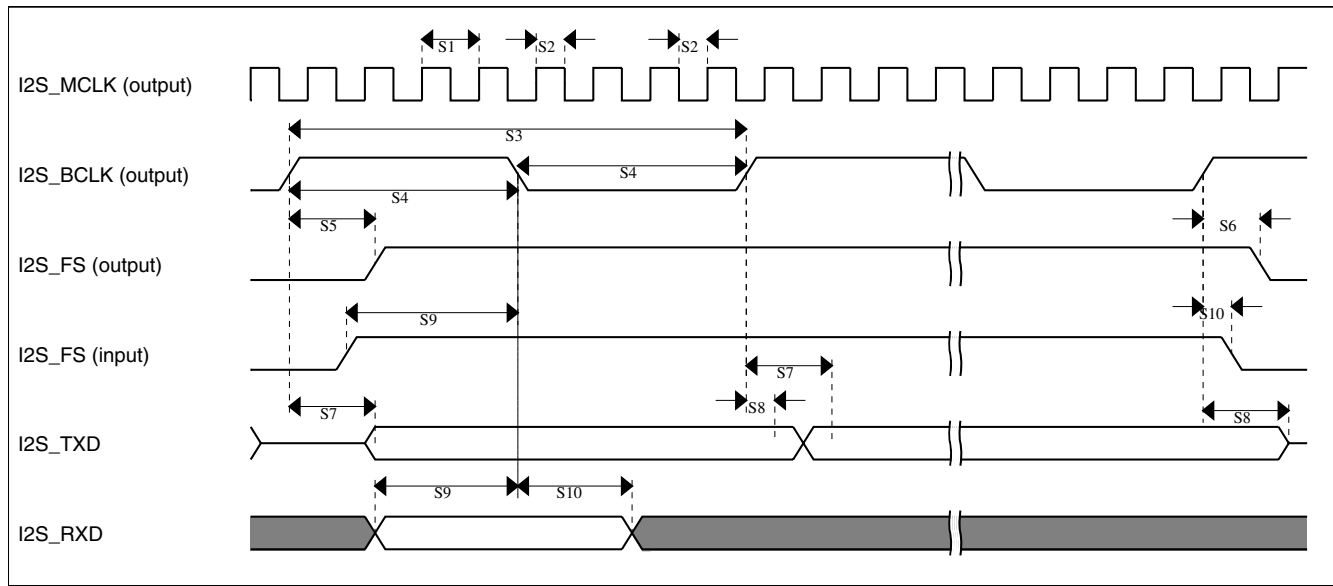 S1 S2 S2
I2S_MCLK (output)
S3
I2S_BCLK (output)
S4
S4
S5 S6
I2S_FS (output)
S9 S10
I2S_FS (input)
S7
S7 S8 S8
I2S_TXD
S9 S10
I2S_RXD